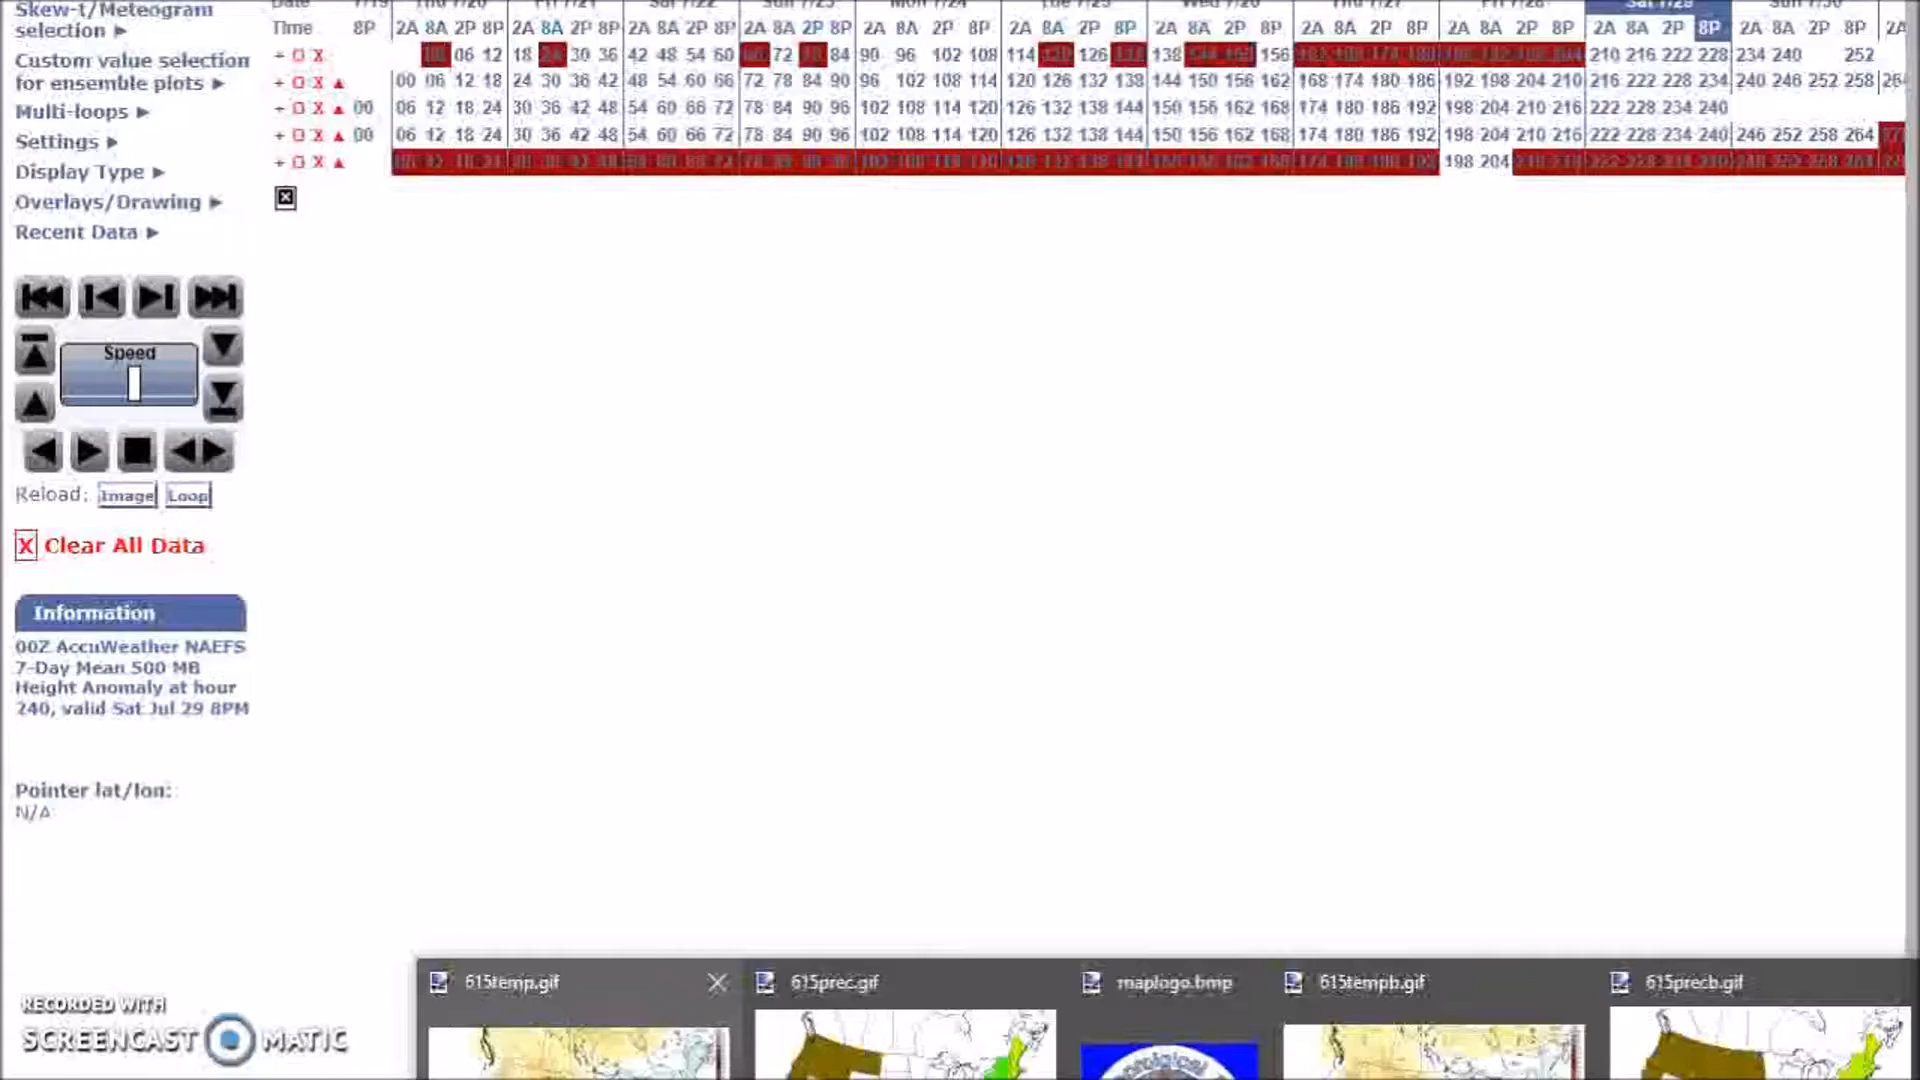 Skew-t/Meteogram
selection ►
Custom value selection
for ensemble plots ►
Multi-loops ►
Settings ►
Display Type ►
Overlays/Drawing ►
Recent Data ►
Speed
Reload: Image Loop
X Clear All Data
Information
00Z AccuWeather NAEFS
7-Day Mean 500 MB
Height Anomaly at hour
240, valid Sat Jul 29 8PM
Pointer lat/lon:
N/A
Time 8P 2A 8A 2P 8P 2A 8A 2P 8P 2A 8A 2P 8P 2A 8A 2P 8P 2A 8A 2P 8P 2A 8A 2P 8P 2A 8A 2P 8P 2A 8A 2P 8P 2A 8A 2P 8P 2A 8A 2P 8P 2A 8A 2P 8P
+ O X 06 12 18 30 36 42 48 54 60 72 84 90 96 102 108 114 126 138 156 210 216 222 228 234 240 252
+ O X ▲ 00 06 12 18 24 30 36 42 48 54 60 66 72 78 84 90 96 102 108 114 120 126 132 138 144 150 156 162 168 174 180 186 192 198 204 210 216 222 228 234 240 246 252 258
+ O X ▲ 00 06 12 18 24 30 36 42 48 54 60 66 72 78 84 90 96 102 108 114 120 126 132 138 144 150 156 162 168 174 180 186 192 198 204 210 216 222 228 234 240
+ O X ▲ 00 06 12 18 24 30 36 42 48 54 60 66 72 78 84 90 96 102 108 114 120 126 132 138 144 150 156 162 168 174 180 186 192 198 204 210 216 222 228 234 240 246 252 258 264
+ O X ▲ 198 204
615temp.gif
615prec.gif
maplogo.bmp
615tempb.gif
615precb.gif
RECORDED WITH
SCREENCAST MATIC